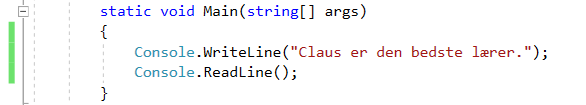 static void Main(string[] args)
{
Console.WriteLine("Claus er den bedste lærer.");
Console.ReadLine();
}